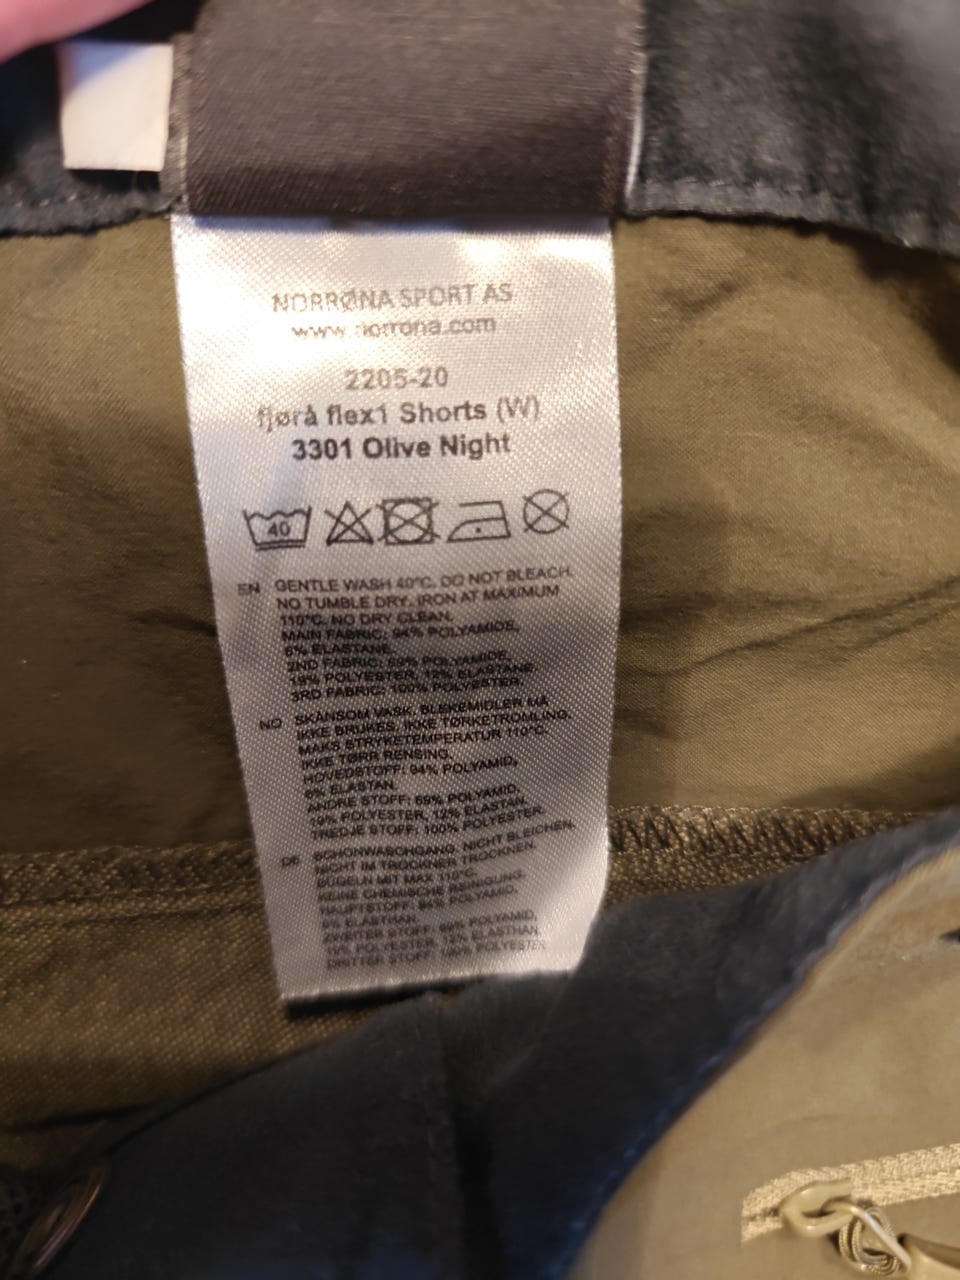 NORRØNA SPORT AS
www.norrona.com
2205-20
fjørå flex1 Shorts (W)
3301 Olive Night
40
EN GENTLE WASH 40°C. DO NOT BLEACH.
NO TUMBLE DRY. IRON AT MAXIMUM
110°C. NO DRY CLEAN.
MAIN FABRIC: 94% POLYAMIDE,
6% ELASTANE.
2ND FABRIC: 69% POLYAMIDE,
19% POLYESTER, 12% ELASTANE.
3RD FABRIC: 100% POLYESTER.
NO SKÅNSOM VASK, BLEKEMIDLER MÅ
IKKE BRUKES, IKKE TØRKETROMLING.
MAKS STRYKETEMPERATUR 110°C.
IKKE TØRR RENSING.
HOVEDSTOFF: 94% POLYAMID,
6% ELASTAN.
ANDRE STOFF: 69% POLYAMID,
19% POLYESTER, 12% ELASTAN.
TREDJE STOFF: 100% POLYESTER.
DE SCHONWASCHGANG. NICHT BLEICHEN.
NICHT IM TROCKNER TROCKNEN.
BÜGELN MIT MAX 110°C.
KEINE CHEMISCHE REINIGUNG.
HAUPTSTOFF: 94% POLYAMID,
6% ELASTHAN.
ZWEITER STOFF: 69% POLYAMID,
19% POLYESTER, 12% ELASTHAN.
DRITTER STOFF: 100% POLYESTER